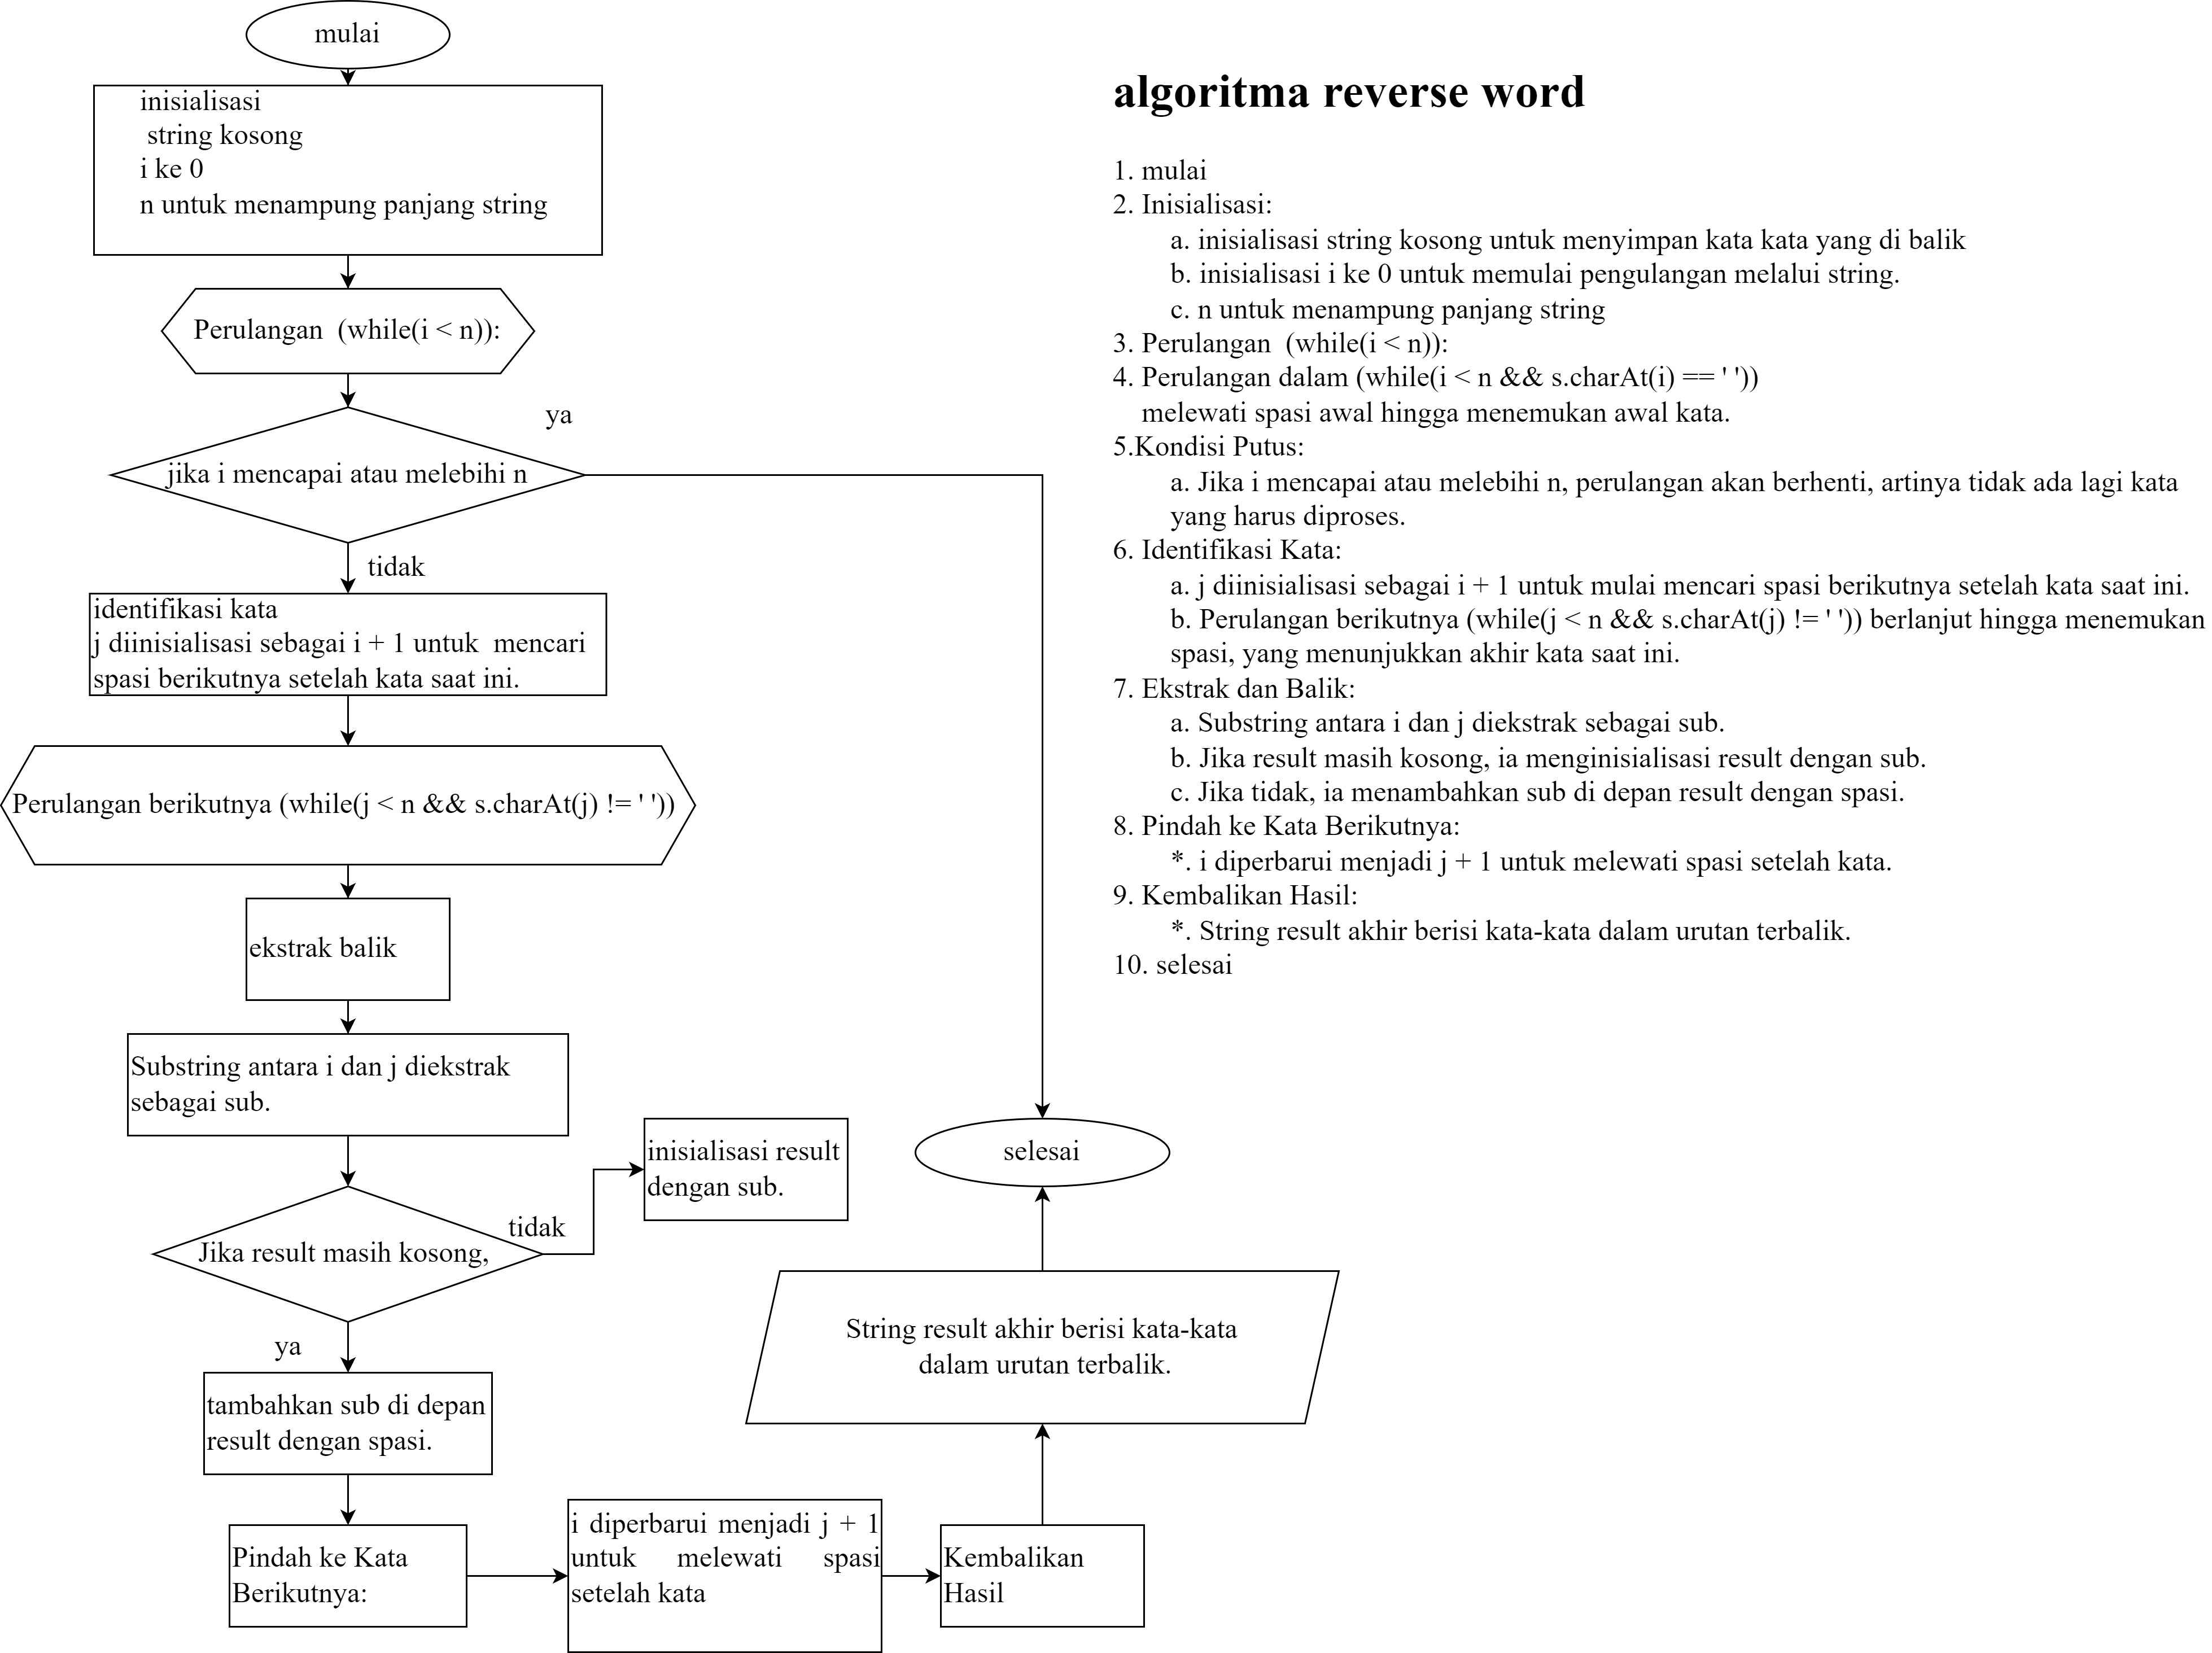 mulai
inisialisasi
string kosong
i ke 0
n untuk menampung panjang string
Perulangan  (while(i < n)):
jika i mencapai atau melebihi n
ya
tidak
identifikasi kata
j diinisialisasi sebagai i + 1 untuk  mencari
spasi berikutnya setelah kata saat ini.
Perulangan berikutnya (while(j < n && s.charAt(j) != ' '))
ekstrak balik
Substring antara i dan j diekstrak
sebagai sub.
Jika result masih kosong,
tidak
inisialisasi result
dengan sub.
ya
tambahkan sub di depan
result dengan spasi.
Pindah ke Kata
Berikutnya:
i diperbarui menjadi j + 1
untuk melewati spasi
setelah kata
Kembalikan
Hasil
String result akhir berisi kata-kata
dalam urutan terbalik.
selesai
algoritma reverse word
1. mulai
2. Inisialisasi:
a. inisialisasi string kosong untuk menyimpan kata kata yang di balik
b. inisialisasi i ke 0 untuk memulai pengulangan melalui string.
c. n untuk menampung panjang string
3. Perulangan  (while(i < n)):
4. Perulangan dalam (while(i < n && s.charAt(i) == ' '))
melewati spasi awal hingga menemukan awal kata.
5.Kondisi Putus:
a. Jika i mencapai atau melebihi n, perulangan akan berhenti, artinya tidak ada lagi kata
yang harus diproses.
6. Identifikasi Kata:
a. j diinisialisasi sebagai i + 1 untuk mulai mencari spasi berikutnya setelah kata saat ini.
b. Perulangan berikutnya (while(j < n && s.charAt(j) != ' ')) berlanjut hingga menemukan
spasi, yang menunjukkan akhir kata saat ini.
7. Ekstrak dan Balik:
a. Substring antara i dan j diekstrak sebagai sub.
b. Jika result masih kosong, ia menginisialisasi result dengan sub.
c. Jika tidak, ia menambahkan sub di depan result dengan spasi.
8. Pindah ke Kata Berikutnya:
*. i diperbarui menjadi j + 1 untuk melewati spasi setelah kata.
9. Kembalikan Hasil:
*. String result akhir berisi kata-kata dalam urutan terbalik.
10. selesai